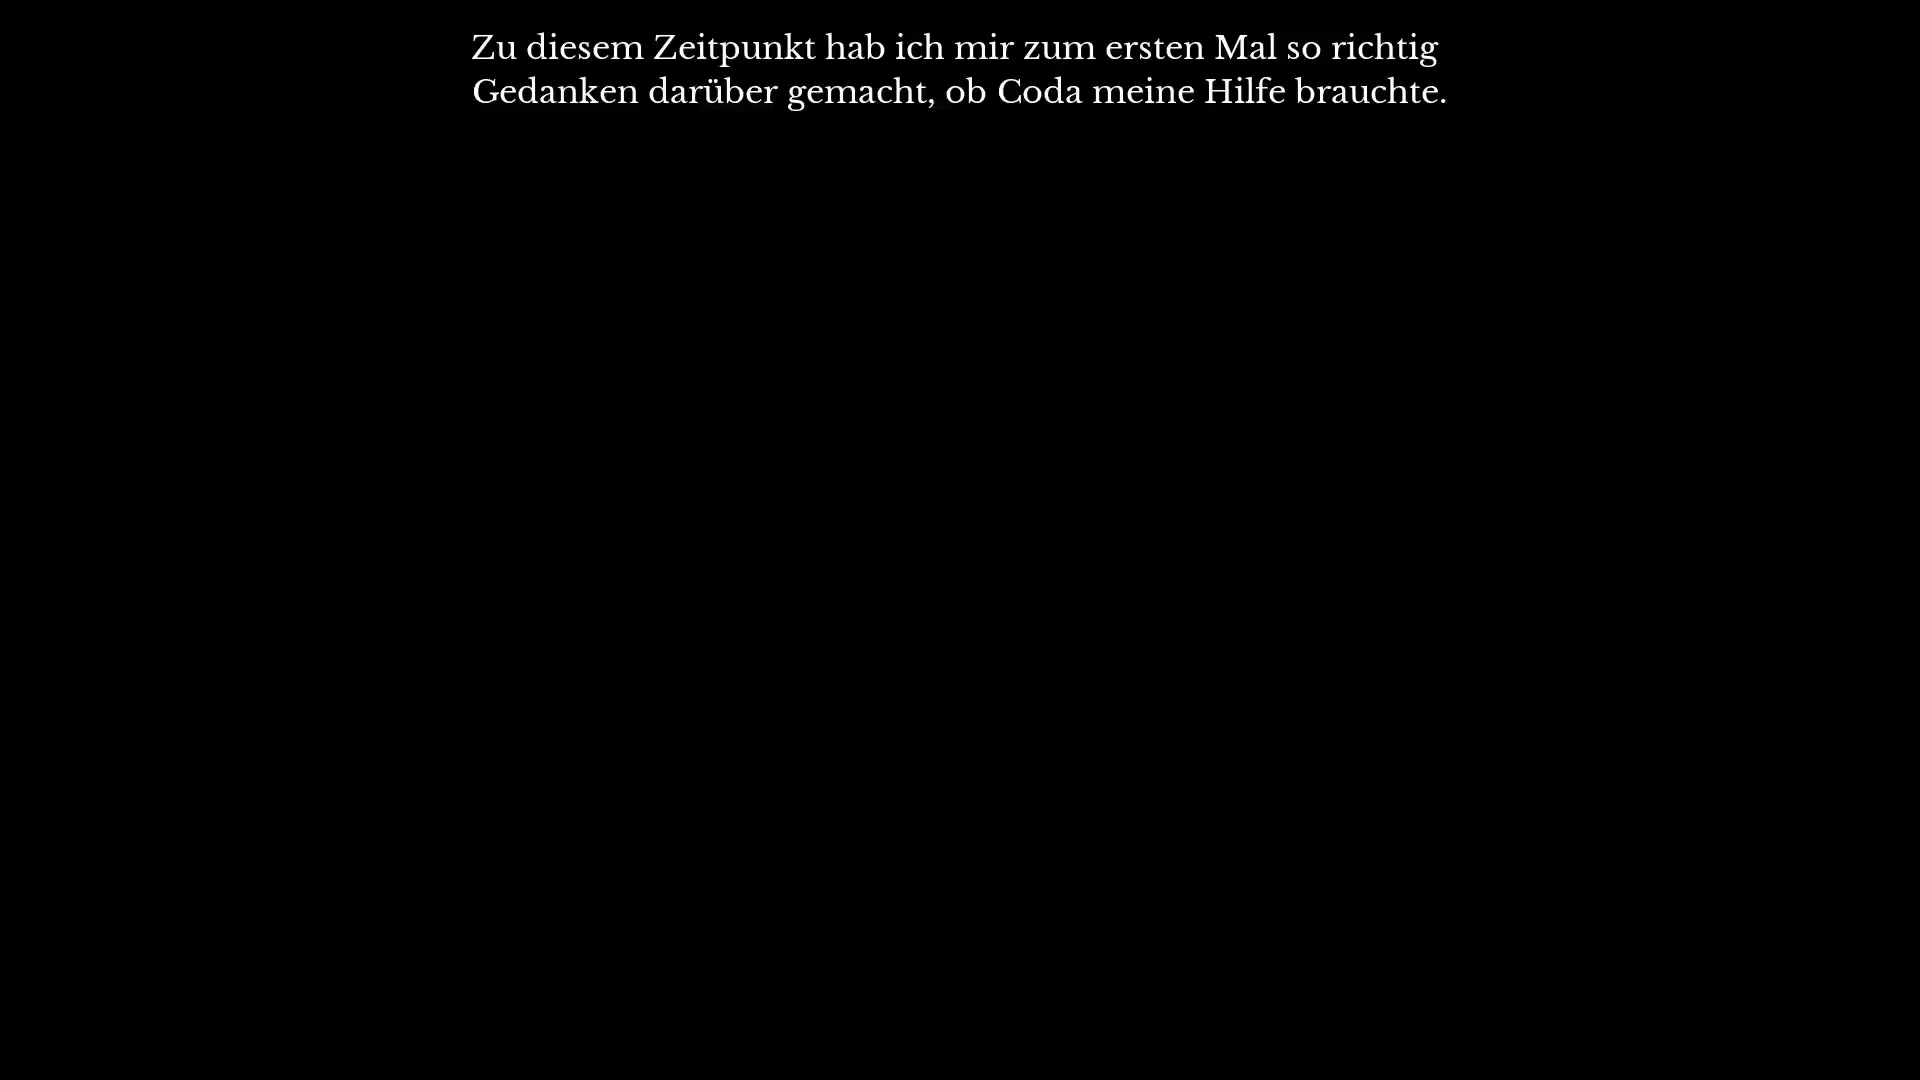 Zu diesem Zeitpunkt hab ich mir zum ersten Mal so richtig
Gedanken darüber gemacht, ob Coda meine Hilfe brauchte.